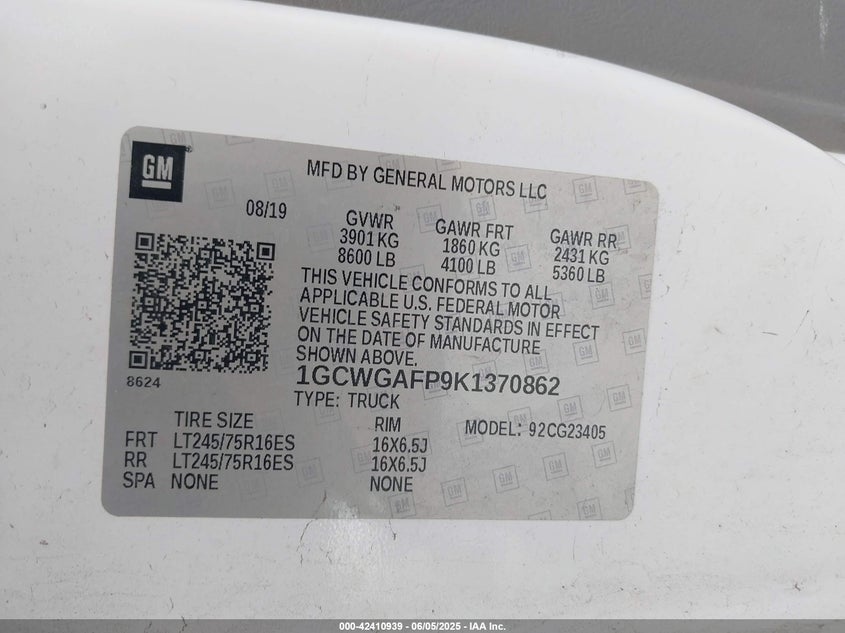 GM
MFD BY GENERAL MOTORS LLC
08/19
GVWR
3901 KG
8600 LB
GAWR FRT
1860 KG
4100 LB
GAWR RR
2431 KG
5360 LB
THIS VEHICLE CONFORMS TO ALL
APPLICABLE U.S. FEDERAL MOTOR
VEHICLE SAFETY STANDARDS IN EFFECT
ON THE DATE OF MANUFACTURE
SHOWN ABOVE.
8624
1GCWGAFP9K1370862
TYPE: TRUCK
TIRE SIZE RIM MODEL: 92CG23405
FRT LT245/75R16ES 16X6.5J
RR LT245/75R16ES 16X6.5J
SPA NONE NONE
000-42410939 - 06/05/2025 - IAA Inc.